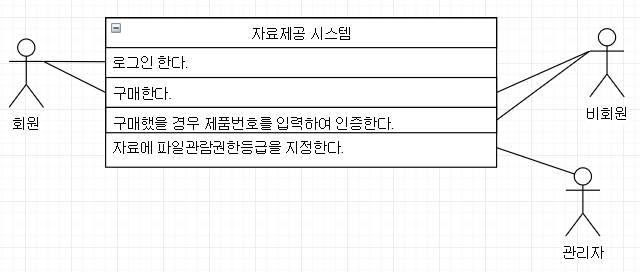 자료제공 시스템
로그인 한다.
구매한다.
구매했을 경우 제품번호를 입력하여 인증한다.
자료에 파일관람권한등급을 지정한다.
회원
비회원
관리자